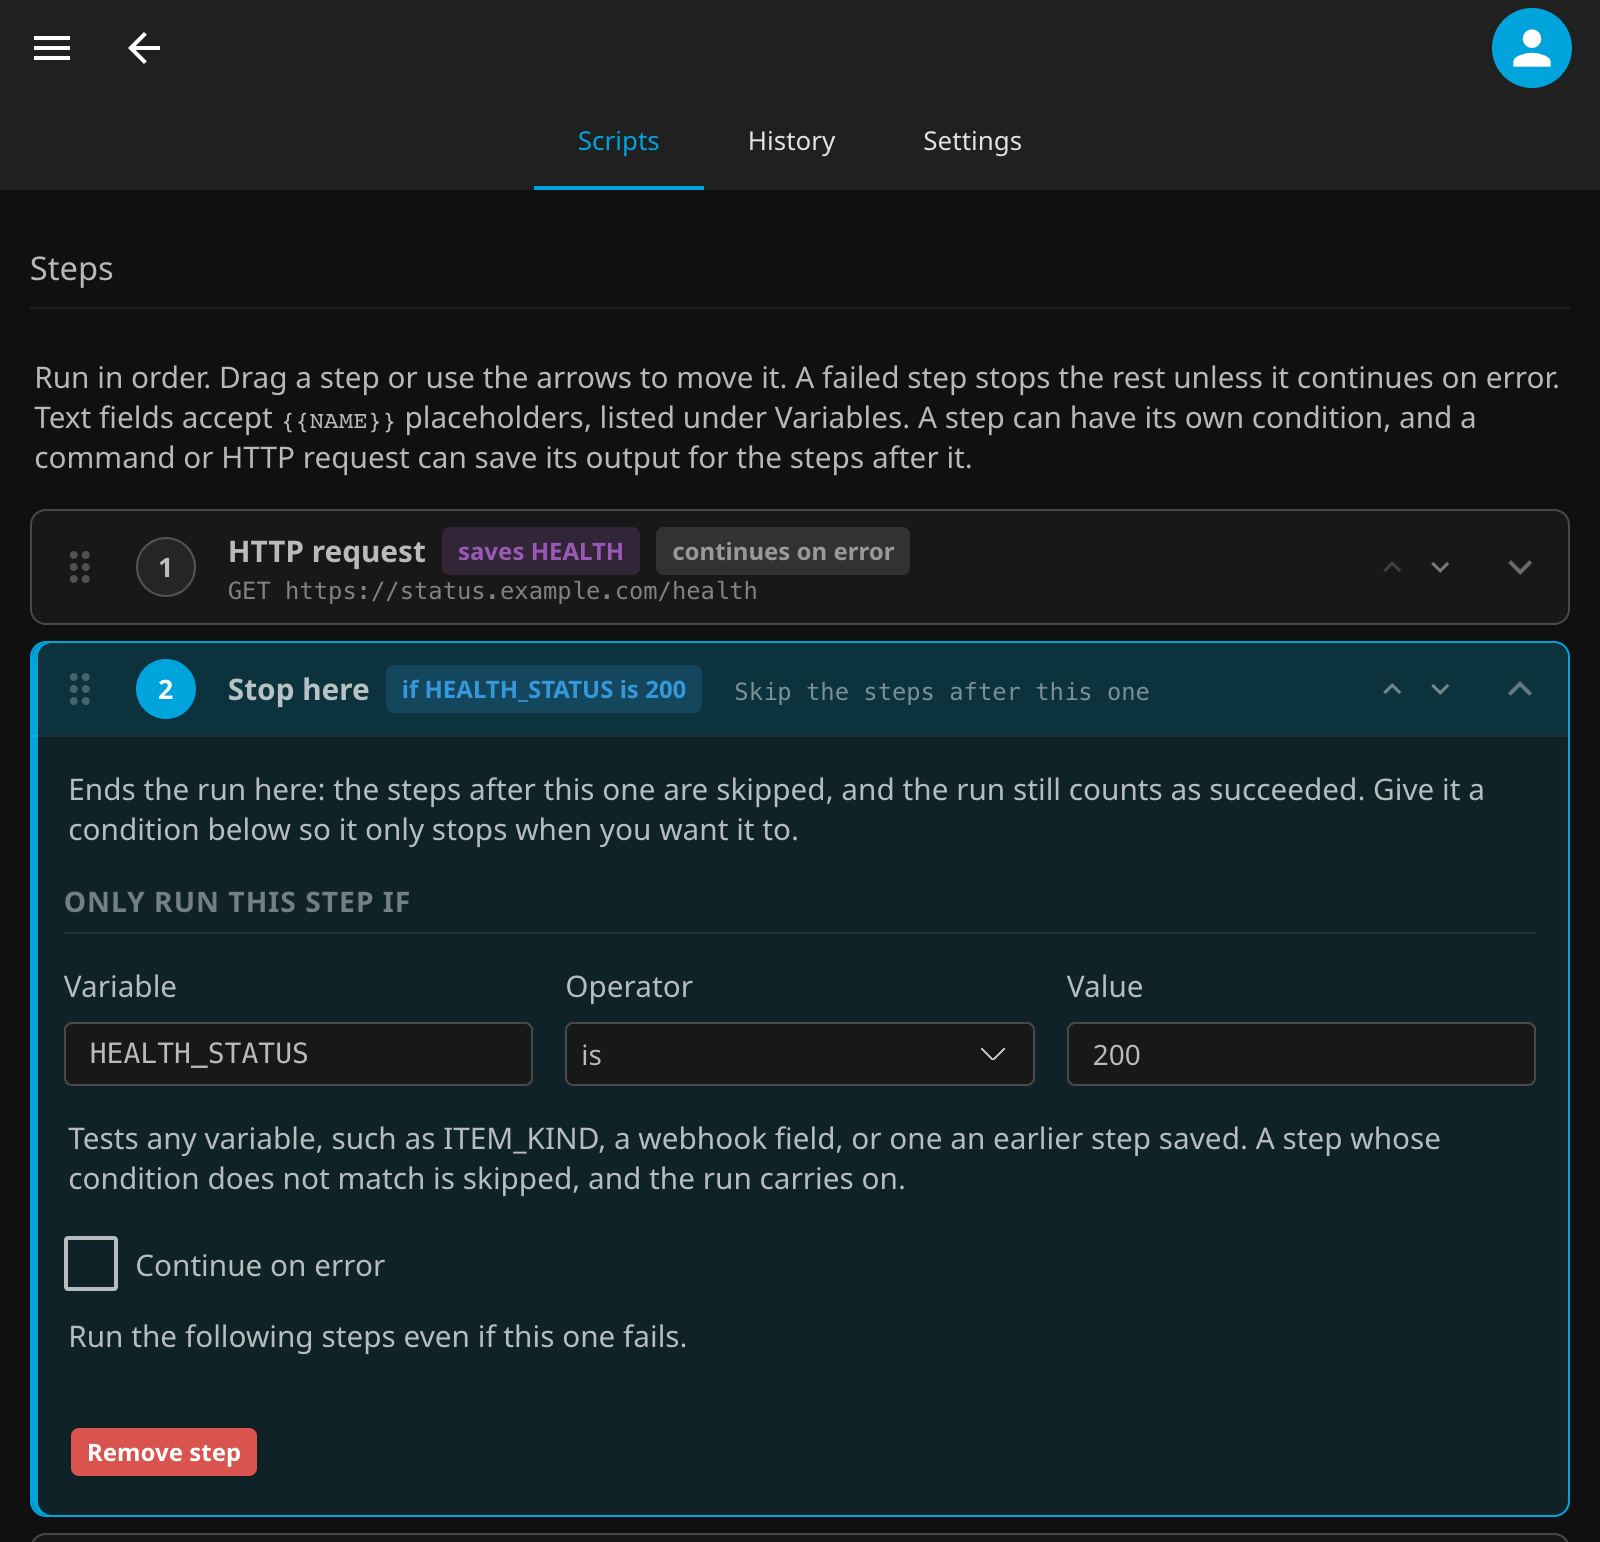 Scripts
History
Settings
Steps
Run in order. Drag a step or use the arrows to move it. A failed step stops the rest unless it continues on error.
Text fields accept {{NAME}} placeholders, listed under Variables. A step can have its own condition, and a
command or HTTP request can save its output for the steps after it.
1
HTTP request
saves HEALTH
continues on error
GET https://status.example.com/health
2
Stop here
if HEALTH_STATUS is 200
Skip the steps after this one
Ends the run here: the steps after this one are skipped, and the run still counts as succeeded. Give it a
condition below so it only stops when you want it to.
ONLY RUN THIS STEP IF
Variable
Operator
Value
HEALTH_STATUS
is
200
Tests any variable, such as ITEM_KIND, a webhook field, or one an earlier step saved. A step whose
condition does not match is skipped, and the run carries on.
Continue on error
Run the following steps even if this one fails.
Remove step